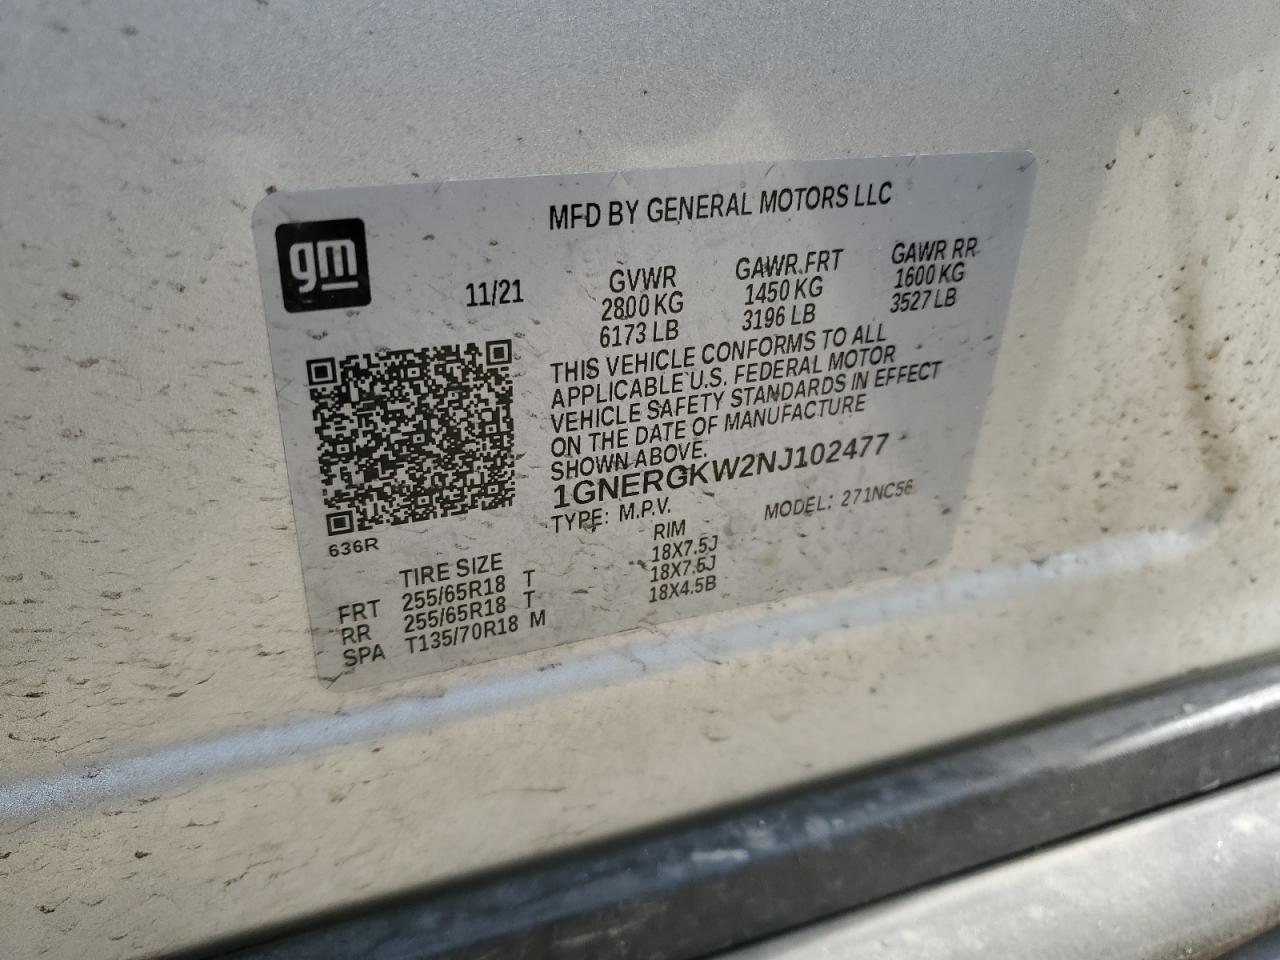 gm
MFD BY GENERAL MOTORS LLC
11/21
GVWR
2800 KG
6173 LB
GAWR FRT
1450 KG
3196 LB
GAWR RR
1600 KG
3527 LB
THIS VEHICLE CONFORMS TO ALL
APPLICABLE U.S. FEDERAL MOTOR
VEHICLE SAFETY STANDARDS IN EFFECT
ON THE DATE OF MANUFACTURE
SHOWN ABOVE.
1GNERGKW2NJ102477
TYPE: M.P.V.
MODEL: 271NC56
636R
TIRE SIZE RIM
FRT 255/65R18 T 18X7.5J
RR 255/65R18 T 18X7.5J
SPA T135/70R18 M 18X4.5B